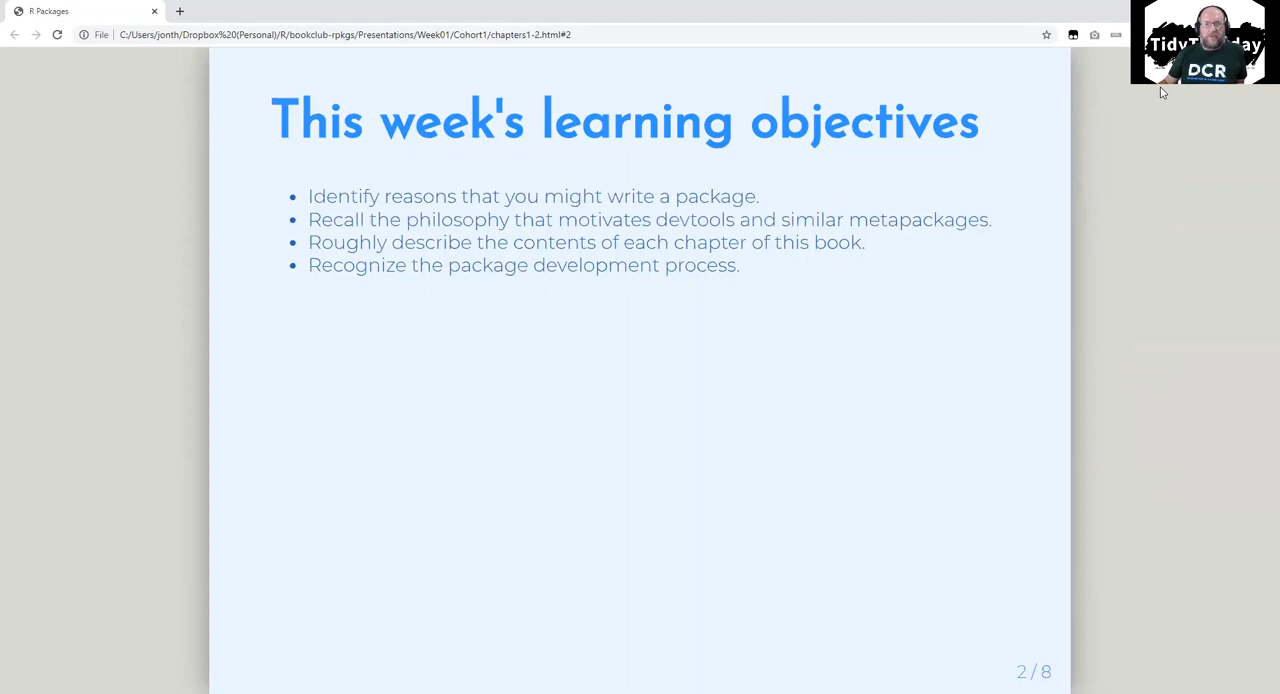 R Packages
File
C:/Users/jonth/Dropbox%20(Personal)/R/bookclub-rpkgs/Presentations/Week01/Cohort1/chapters1-2.html#2
DCR
This week's learning objectives
• Identify reasons that you might write a package.
• Recall the philosophy that motivates devtools and similar metapackages.
• Roughly describe the contents of each chapter of this book.
• Recognize the package development process.
2 / 8